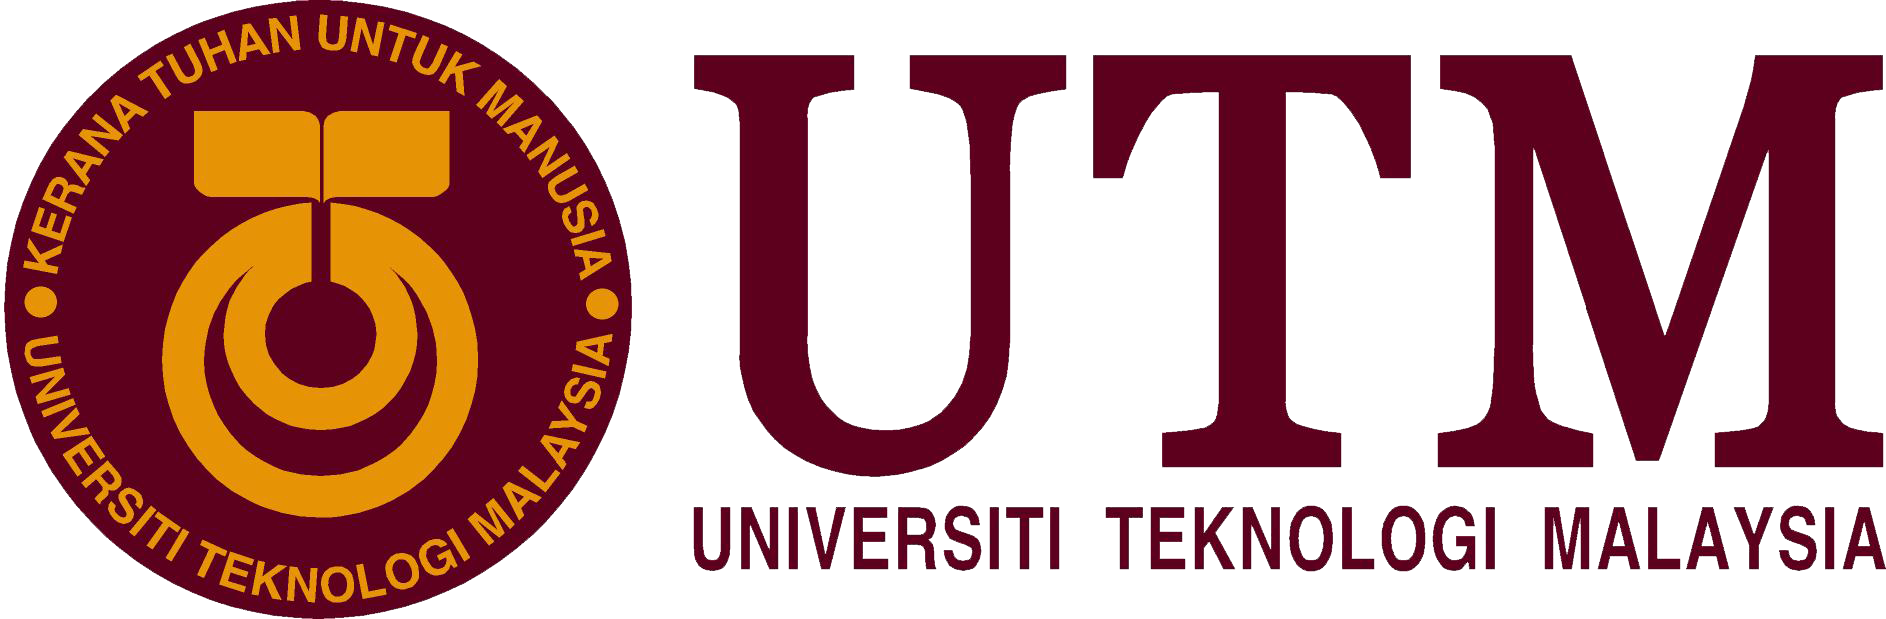 KERANA TUHAN UNTUK MANUSIA
UNIVERSITI TEKNOLOGI MALAYSIA
UTM
UNIVERSITI TEKNOLOGI MALAYSIA